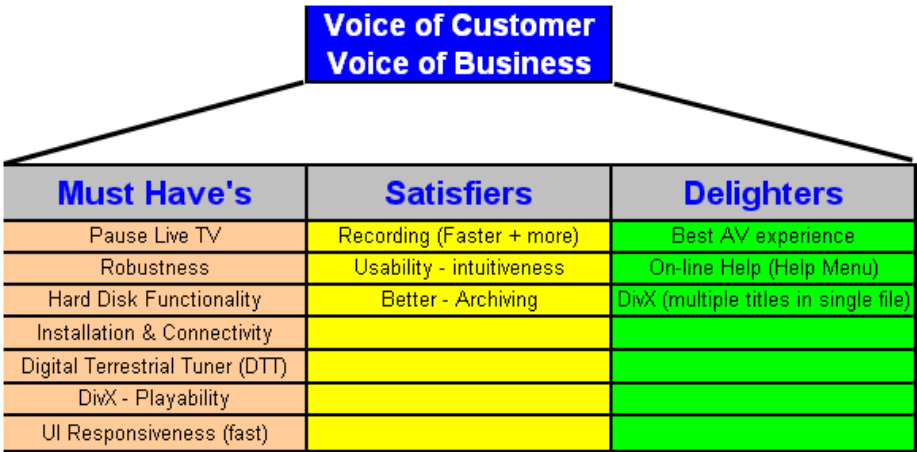 Voice of Customer
Voice of Business
Must Have's Satisfiers Delighters
Pause Live TV Recording (Faster + more) Best AV experience
Robustness Usability - intuitiveness On-line Help (Help Menu)
Hard Disk Functionality Better - Archiving DivX (multiple titles in single file)
Installation & Connectivity
Digital Terrestrial Tuner (DTT)
DivX - Playability
UI Responsiveness (fast)